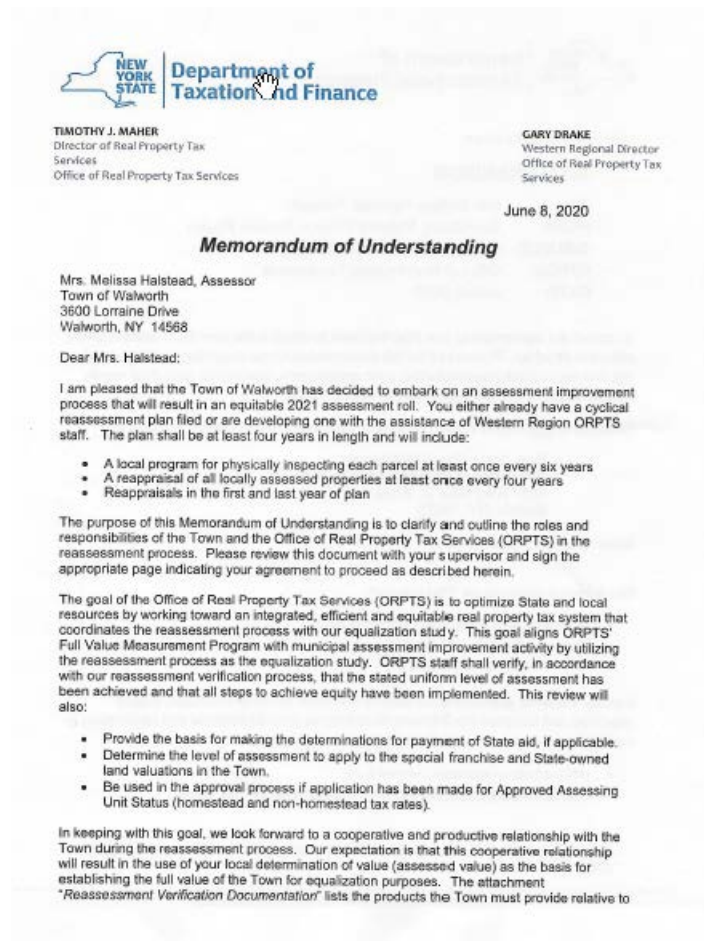 NEW
YORK
STATE
Department of
Taxation and Finance
TIMOTHY J. MAHER
Director of Real Property Tax
Services
Office of Real Property Tax Services
GARY DRAKE
Western Regional Director
Office of Real Property Tax
Services
June 8, 2020
Memorandum of Understanding
Mrs. Melissa Halstead, Assessor
Town of Walworth
3600 Lorraine Drive
Walworth, NY 14568
Dear Mrs. Halstead:
I am pleased that the Town of Walworth has decided to embark on an assessment improvement
process that will result in an equitable 2021 assessment roll. You either already have a cyclical
reassessment plan filed or are developing one with the assistance of Western Region ORPTS
staff. The plan shall be at least four years in length and will include:
• A local program for physically inspecting each parcel at least once every six years
• A reappraisal of all locally assessed properties at least once every four years
• Reappraisals in the first and last year of plan
The purpose of this Memorandum of Understanding is to clarify and outline the roles and
responsibilities of the Town and the Office of Real Property Tax Services (ORPTS) in the
reassessment process. Please review this document with your supervisor and sign the
appropriate page indicating your agreement to proceed as described herein.
The goal of the Office of Real Property Tax Services (ORPTS) is to optimize State and local
resources by working toward an integrated, efficient and equitable real property tax system that
coordinates the reassessment process with our equalization study. This goal aligns ORPTS'
Full Value Measurement Program with municipal assessment improvement activity by utilizing
the reassessment process as the equalization study. ORPTS staff shall verify, in accordance
with our reassessment verification process, that the stated uniform level of assessment has
been achieved and that all steps to achieve equity have been implemented. This review will
also:
• Provide the basis for making the determinations for payment of State aid, if applicable.
• Determine the level of assessment to apply to the special franchise and State-owned
land valuations in the Town.
• Be used in the approval process if application has been made for Approved Assessing
Unit Status (homestead and non-homestead tax rates).
In keeping with this goal, we look forward to a cooperative and productive relationship with the
Town during the reassessment process. Our expectation is that this cooperative relationship
will result in the use of your local determination of value (assessed value) as the basis for
establishing the full value of the Town for equalization purposes. The attachment
"Reassessment Verification Documentation" lists the products the Town must provide relative to